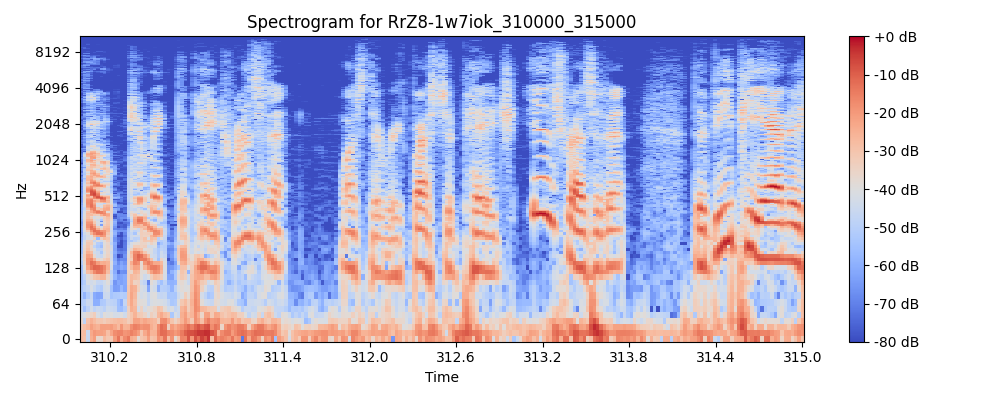 Spectrogram for RrZ8-1w7iok_310000_315000
8192
4096
2048
1024
512
256
128
64
0
Hz
310.2 310.8 311.4 312.0 312.6 313.2 313.8 314.4 315.0
Time
+0 dB
-10 dB
-20 dB
-30 dB
-40 dB
-50 dB
-60 dB
-70 dB
-80 dB